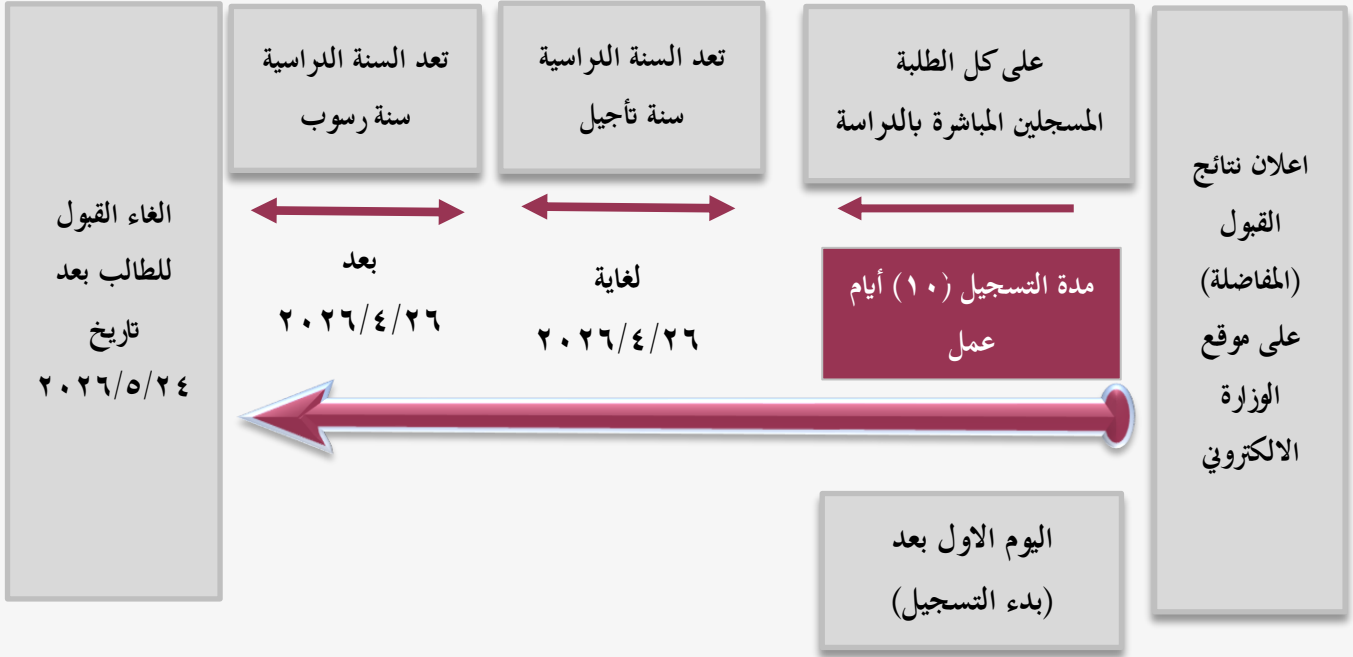 اعلان نتائج
القبول
(المفاضلة)
على موقع
الوزارة
الالكتروني
على كل الطلبة
المسجلين المباشرة بالدراسة
مدة التسجيل (١٠) أيام
عمل
اليوم الاول بعد
(بدء التسجيل)
تعد السنة الدراسية
سنة تأجيل
لغاية
٢٠٢٦/٤/٢٦
تعد السنة الدراسية
سنة رسوب
بعد
٢٠٢٦/٤/٢٦
الغاء القبول
للطالب بعد
تاريخ
٢٠٢٦/٥/٢٤